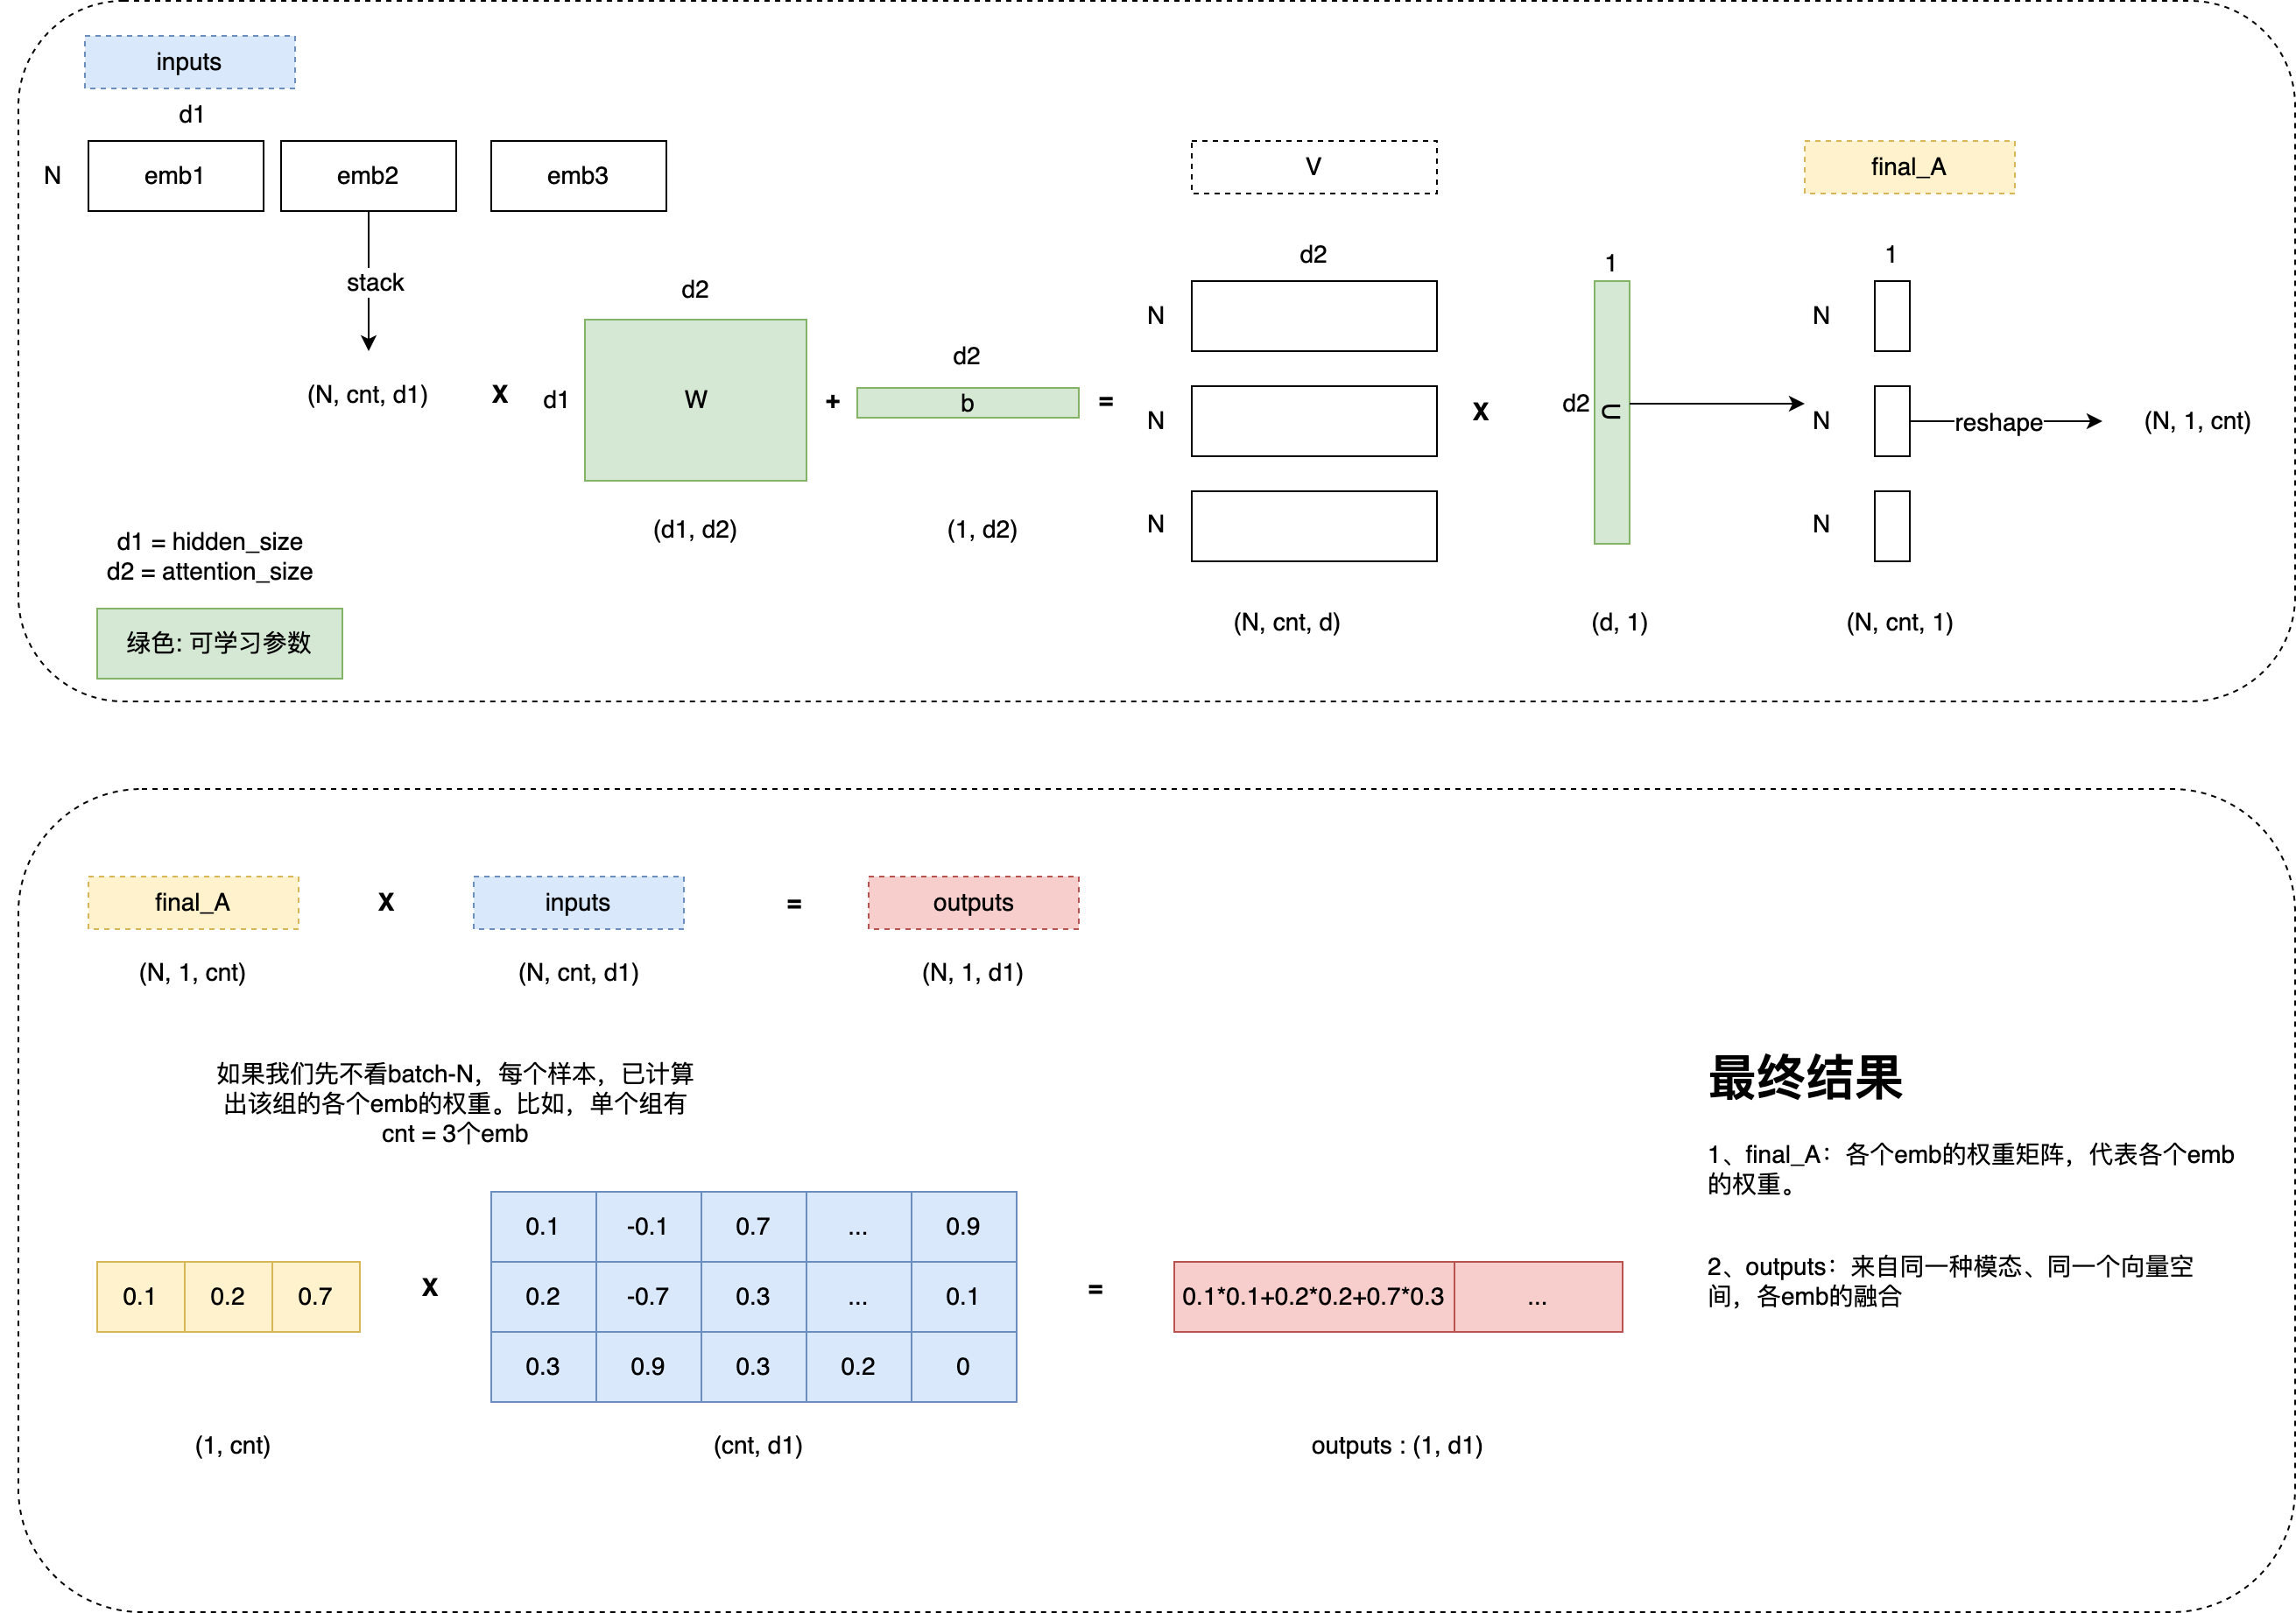 inputs
d1
N
emb1
emb2
emb3
stack
(N, cnt, d1)
X
d1
d2
W
(d1, d2)
+
d2
b
(1, d2)
=
V
d2
N
N
N
(N, cnt, d)
X
1
d2
U
(d, 1)
final_A
1
N
N
N
(N, cnt, 1)
reshape
(N, 1, cnt)
d1 = hidden_size
d2 = attention_size
绿色: 可学习参数
final_A X inputs = outputs
(N, 1, cnt) (N, cnt, d1) (N, 1, d1)
如果我们先不看batch-N，每个样本，已计算
出该组的各个emb的权重。比如，单个组有
cnt = 3个emb
0.1 0.2 0.7
X
0.1 -0.1 0.7 ... 0.9
0.2 -0.7 0.3 ... 0.1
0.3 0.9 0.3 0.2 0
=
0.1*0.1+0.2*0.2+0.7*0.3 ...
(1, cnt) (cnt, d1) outputs : (1, d1)
最终结果
1、final_A：各个emb的权重矩阵，代表各个emb
的权重。
2、outputs：来自同一种模态、同一个向量空
间，各emb的融合